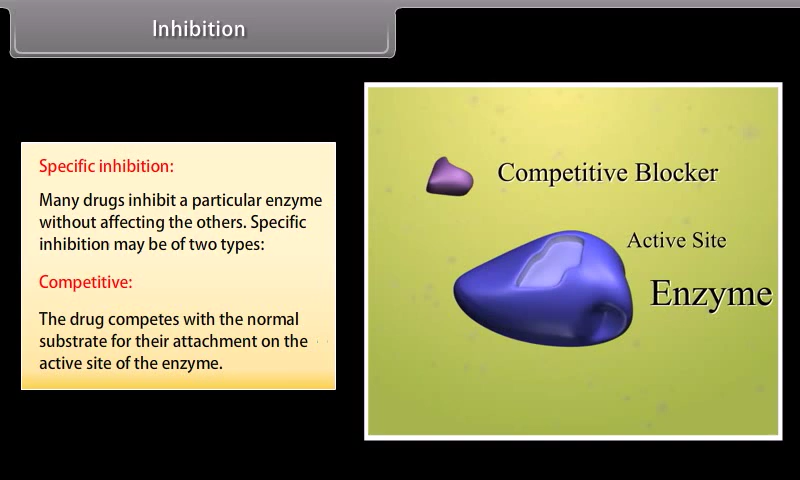 Inhibition
Specific inhibition:
Many drugs inhibit a particular enzyme
without affecting the others. Specific
inhibition may be of two types:
Competitive:
The drug competes with the normal
substrate for their attachment on the
active site of the enzyme.
Competitive Blocker
Active Site
Enzyme